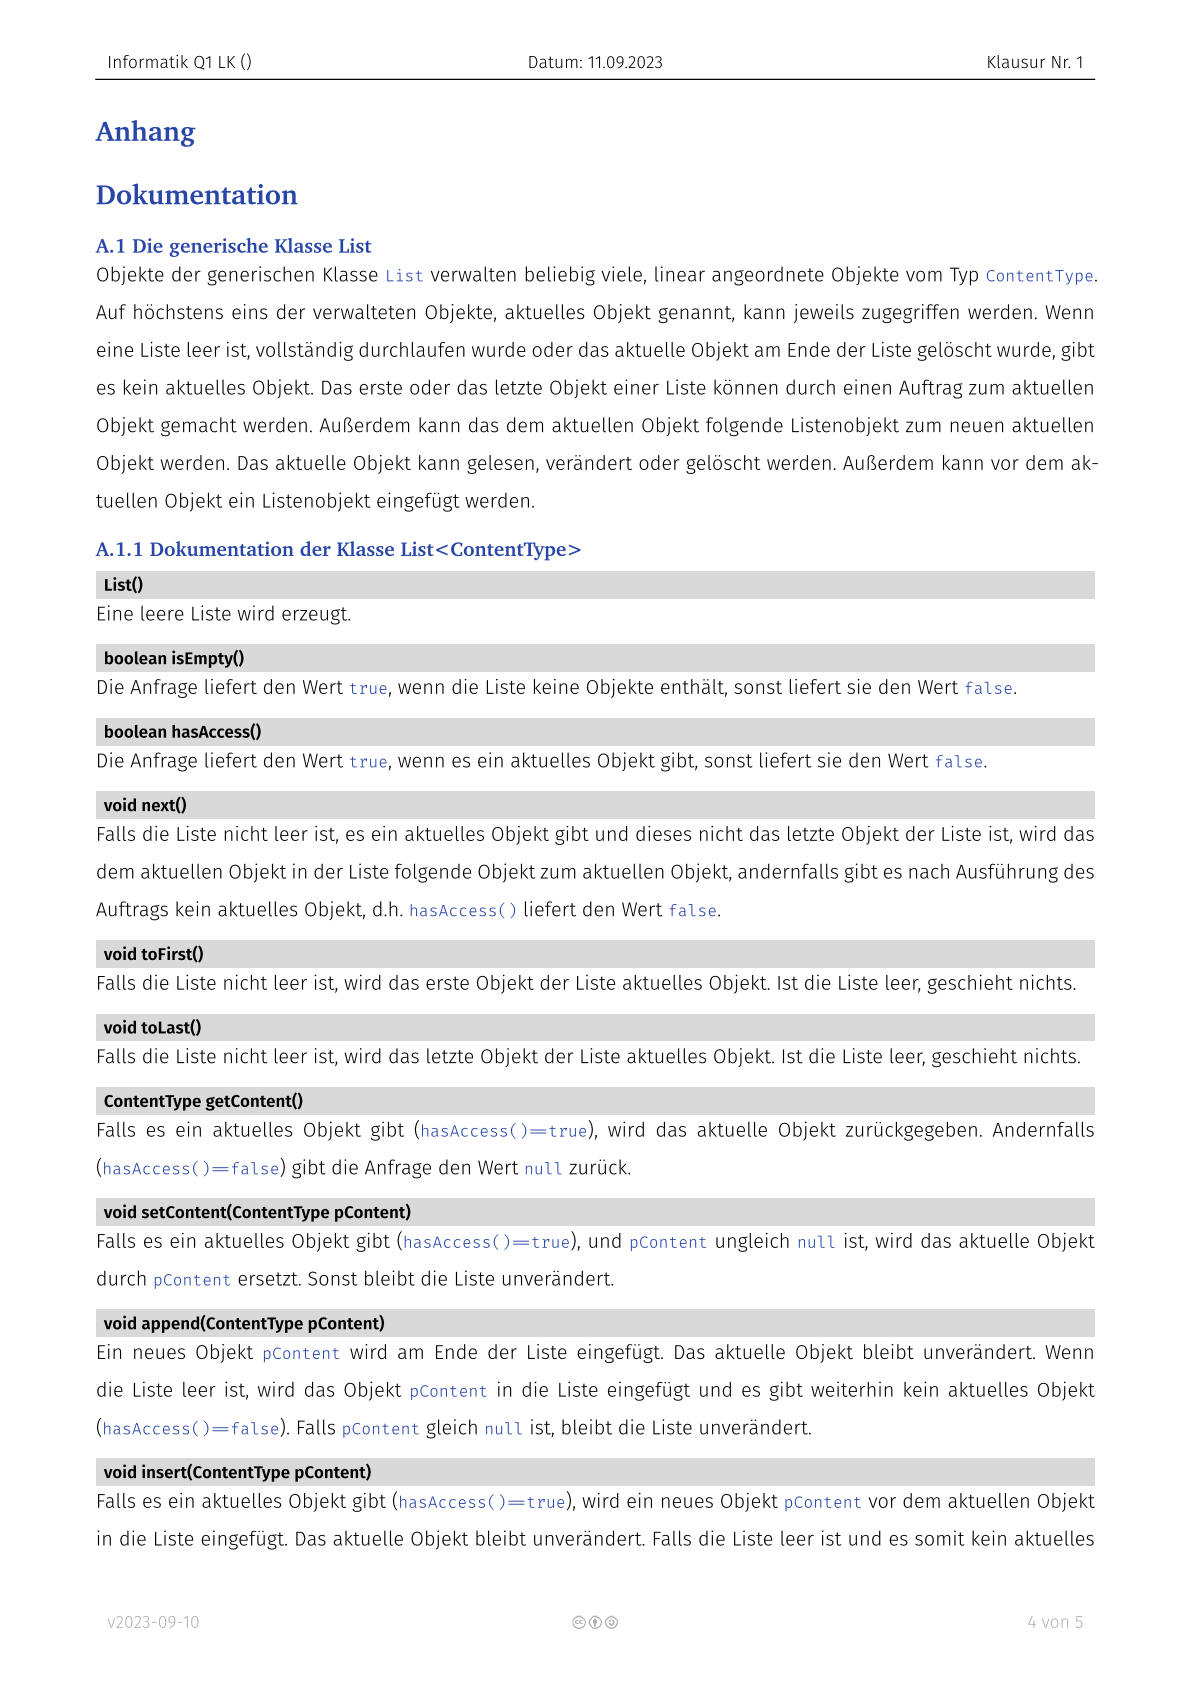 Informatik Q1 LK () Datum: 11.09.2023 Klausur Nr. 1
Anhang
Dokumentation
A.1 Die generische Klasse List
Objekte der generischen Klasse List verwalten beliebig viele, linear angeordnete Objekte vom Typ ContentType.
Auf höchstens eins der verwalteten Objekte, aktuelles Objekt genannt, kann jeweils zugegriffen werden. Wenn
eine Liste leer ist, vollständig durchlaufen wurde oder das aktuelle Objekt am Ende der Liste gelöscht wurde, gibt
es kein aktuelles Objekt. Das erste oder das letzte Objekt einer Liste können durch einen Auftrag zum aktuellen
Objekt gemacht werden. Außerdem kann das dem aktuellen Objekt folgende Listenobjekt zum neuen aktuellen
Objekt werden. Das aktuelle Objekt kann gelesen, verändert oder gelöscht werden. Außerdem kann vor dem ak-
tuellen Objekt ein Listenobjekt eingefügt werden.
A.1.1 Dokumentation der Klasse List<ContentType>
List()
Eine leere Liste wird erzeugt.
boolean isEmpty()
Die Anfrage liefert den Wert true, wenn die Liste keine Objekte enthält, sonst liefert sie den Wert false.
boolean hasAccess()
Die Anfrage liefert den Wert true, wenn es ein aktuelles Objekt gibt, sonst liefert sie den Wert false.
void next()
Falls die Liste nicht leer ist, es ein aktuelles Objekt gibt und dieses nicht das letzte Objekt der Liste ist, wird das
dem aktuellen Objekt in der Liste folgende Objekt zum aktuellen Objekt, andernfalls gibt es nach Ausführung des
Auftrags kein aktuelles Objekt, d.h. hasAccess() liefert den Wert false.
void toFirst()
Falls die Liste nicht leer ist, wird das erste Objekt der Liste aktuelles Objekt. Ist die Liste leer, geschieht nichts.
void toLast()
Falls die Liste nicht leer ist, wird das letzte Objekt der Liste aktuelles Objekt. Ist die Liste leer, geschieht nichts.
ContentType getContent()
Falls es ein aktuelles Objekt gibt (hasAccess()==true), wird das aktuelle Objekt zurückgegeben. Andernfalls
(hasAccess()==false) gibt die Anfrage den Wert null zurück.
void setContent(ContentType pContent)
Falls es ein aktuelles Objekt gibt (hasAccess()==true), und pContent ungleich null ist, wird das aktuelle Objekt
durch pContent ersetzt. Sonst bleibt die Liste unverändert.
void append(ContentType pContent)
Ein neues Objekt pContent wird am Ende der Liste eingefügt. Das aktuelle Objekt bleibt unverändert. Wenn
die Liste leer ist, wird das Objekt pContent in die Liste eingefügt und es gibt weiterhin kein aktuelles Objekt
(hasAccess()==false). Falls pContent gleich null ist, bleibt die Liste unverändert.
void insert(ContentType pContent)
Falls es ein aktuelles Objekt gibt (hasAccess()==true), wird ein neues Objekt pContent vor dem aktuellen Objekt
in die Liste eingefügt. Das aktuelle Objekt bleibt unverändert. Falls die Liste leer ist und es somit kein aktuelles
v2023-09-10 4 von 5